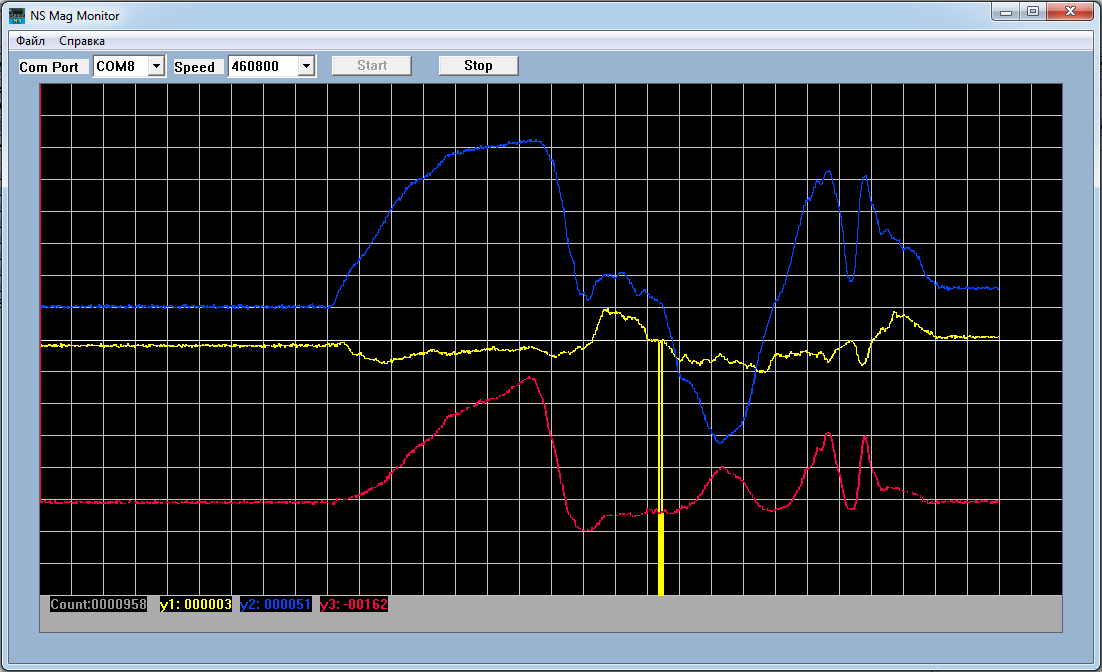 NS Mag Monitor
Файл Справка
Com Port COM8 Speed 460800 Start Stop
Count:0000958 y1: 000003 y2: 000051 y3: -00162